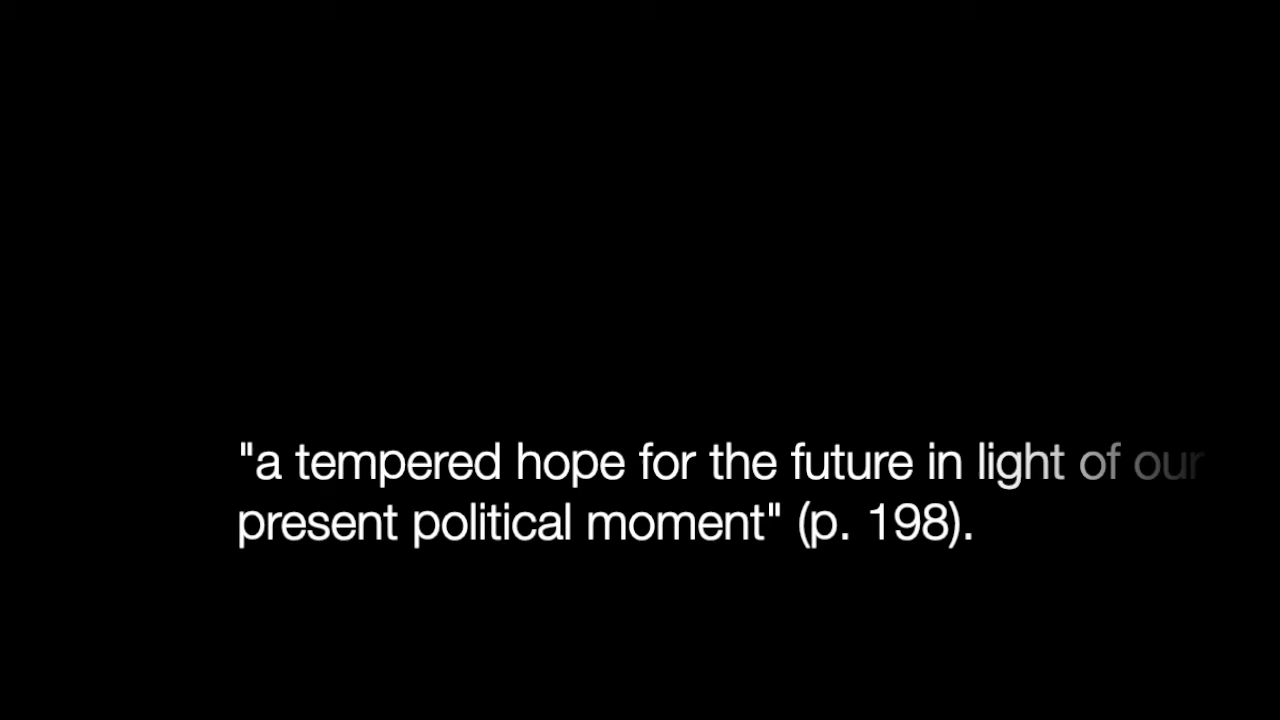 "a tempered hope for the future in light of our
present political moment" (p. 198).